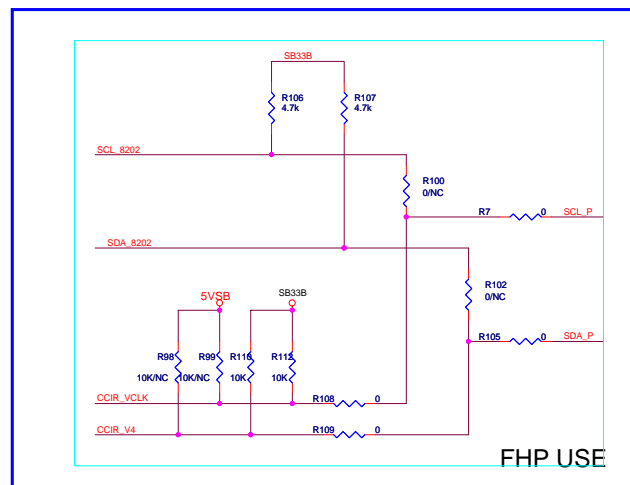 SB33B
R106
4.7k
R107
4.7k
SCL_8202
R100
0/NC
R7
0
SCL_P
SDA_8202
R102
0/NC
5VSB
SB33B
R105
0
SDA_P
R98
R99
R110
R112
10K/NC
10K/NC
10K
10K
CCIR_VCLK
R108
0
CCIR_V4
R109
0
FHP USE